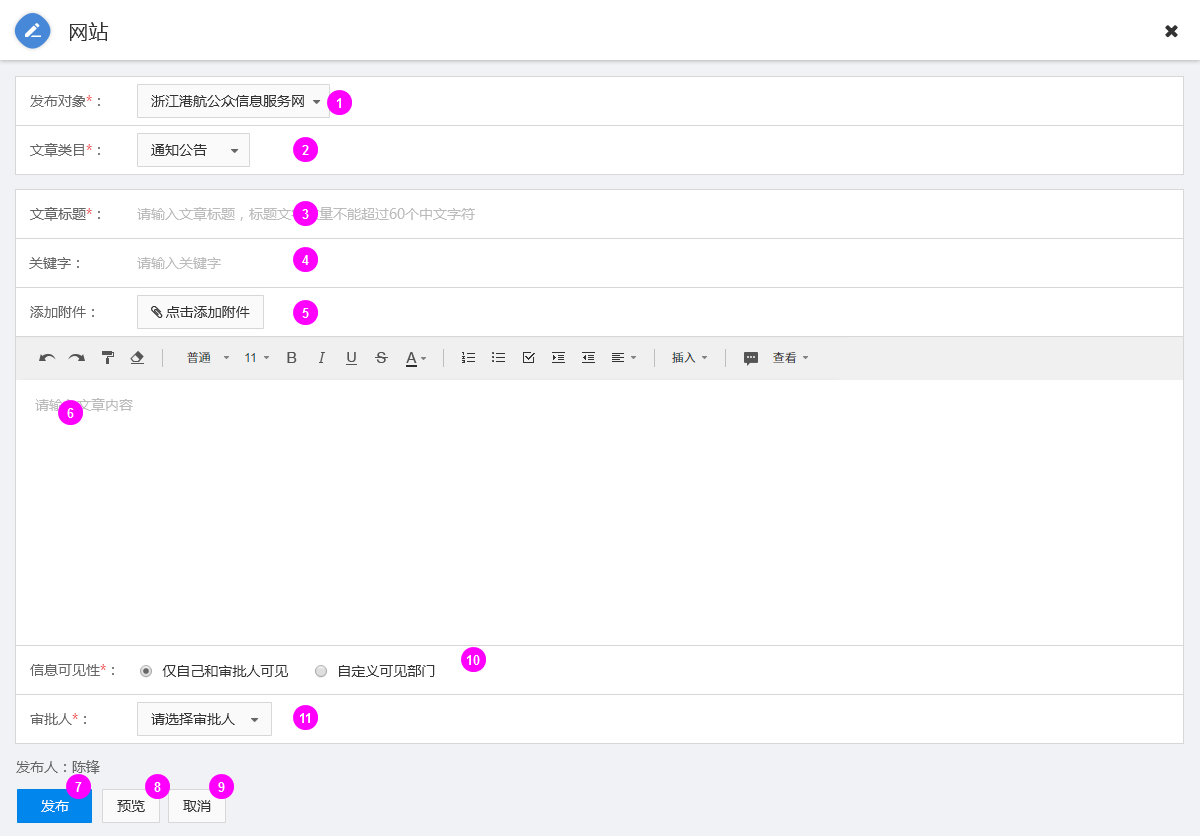 网站
发布对象*： 浙江港航公众信息服务网 1
文章类目*： 通知公告 2
文章标题*： 请输入文章标题，标题文 3 量不能超过60个中文字符
关键字： 请输入关键字 4
添加附件： 点击添加附件 5
普通 11 B I U S A 插入 查看
请输 6 文章内容
信息可见性*： 仅自己和审批人可见 自定义可见部门 10
审批人*： 请选择审批人 11
发布人：陈锋
7 8 9
发布 预览 取消